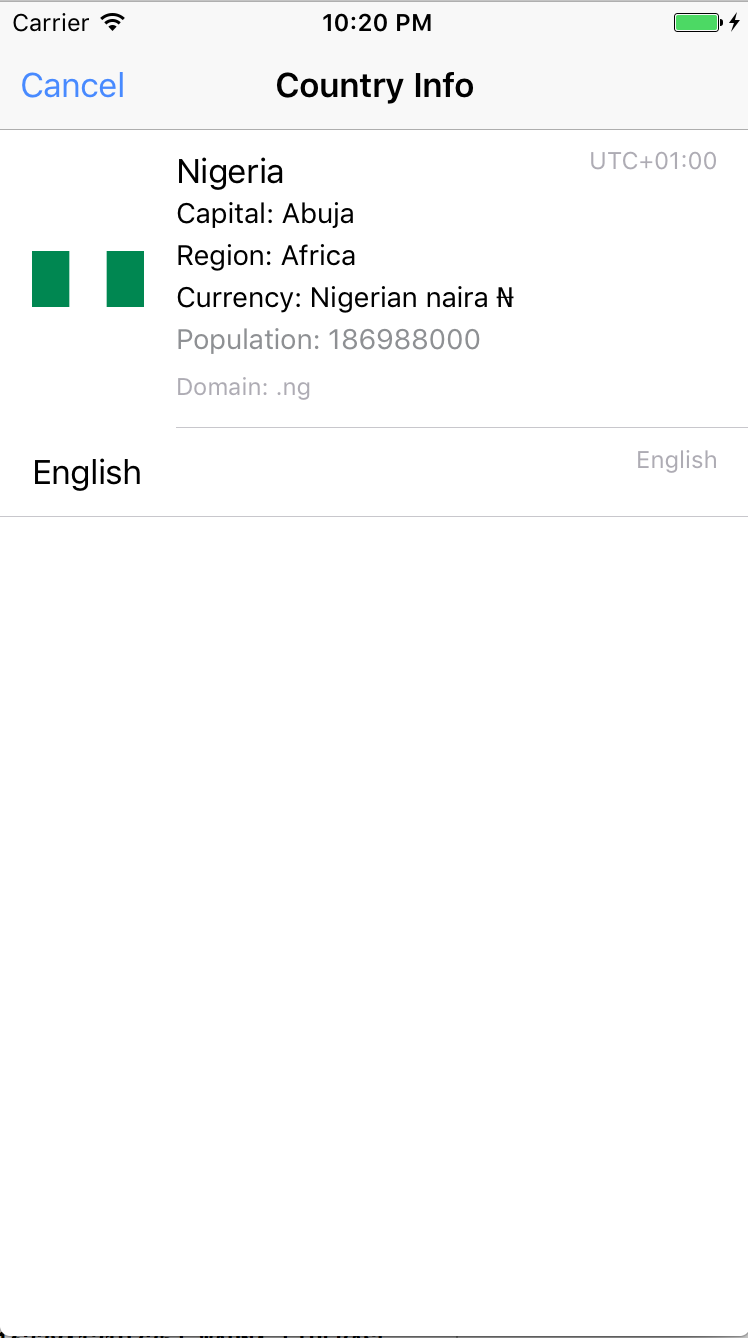 Carrier 10:20 PM
Cancel Country Info
Nigeria UTC+01:00
Capital: Abuja
Region: Africa
Currency: Nigerian naira ₦
Population: 186988000
Domain: .ng
English English